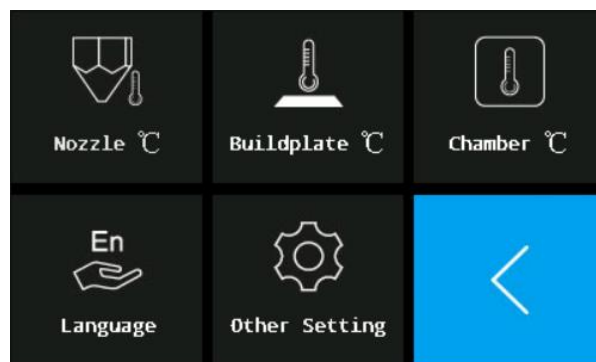 Nozzle ℃
Buildplate ℃
Chamber ℃
En
Language
Other Setting